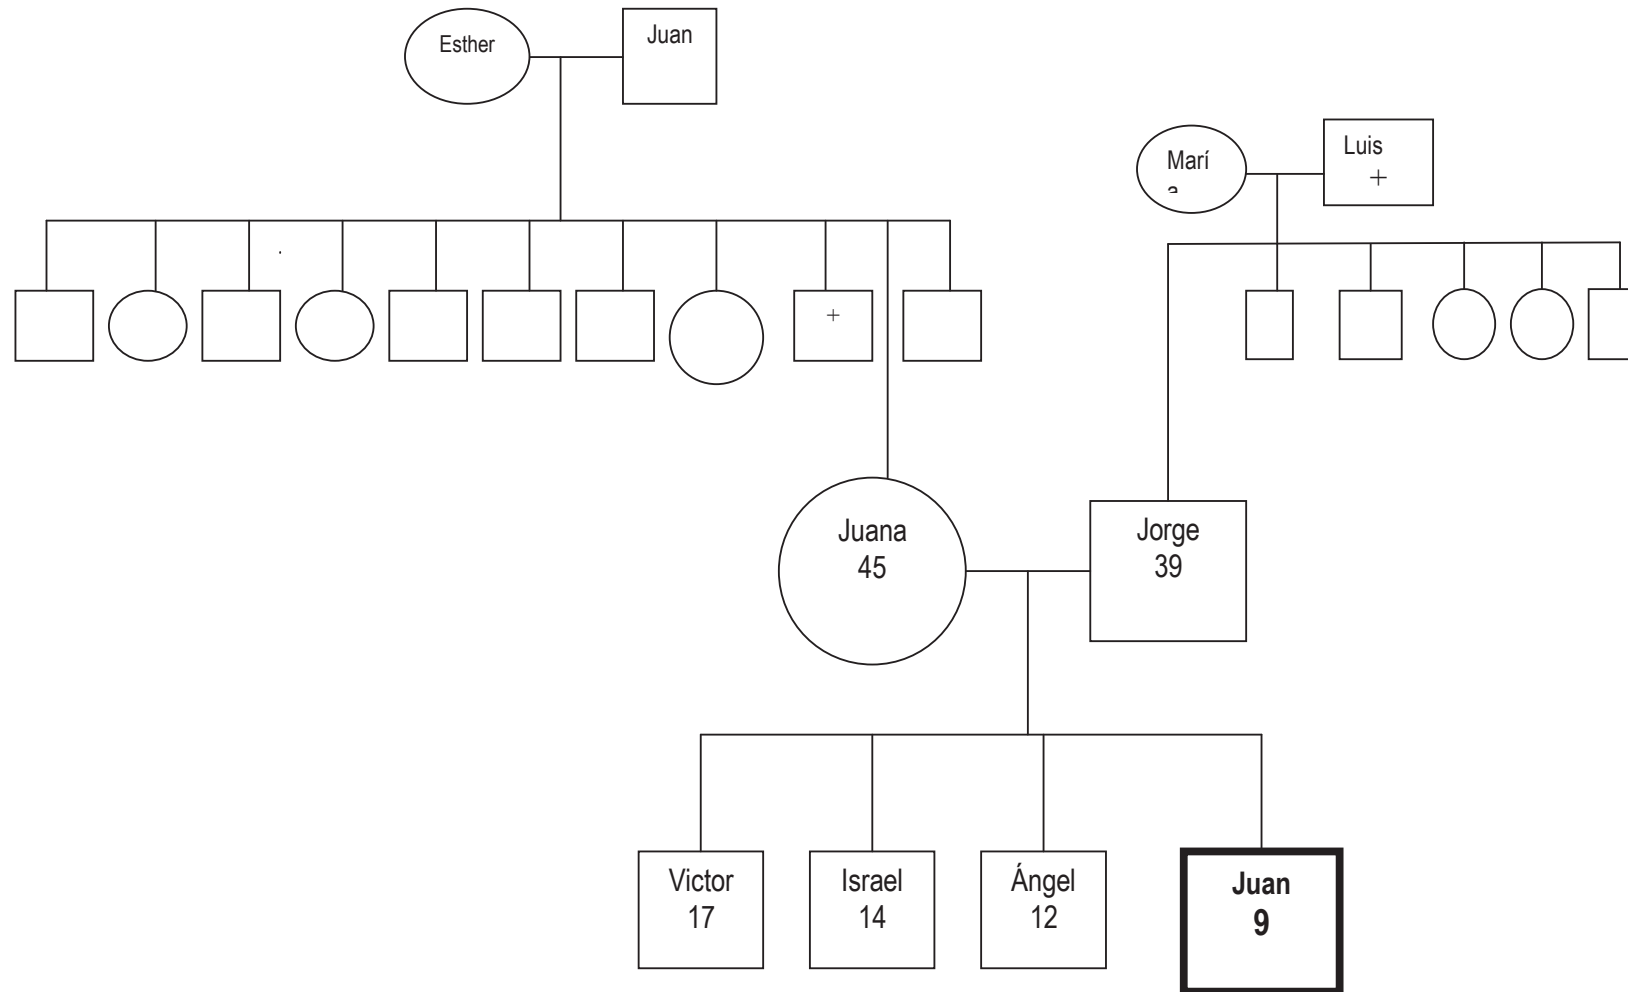 Esther
Juan
Marí
a
Luis
+
+
Juana
45
Jorge
39
Victor
17
Israel
14
Ángel
12
Juan
9